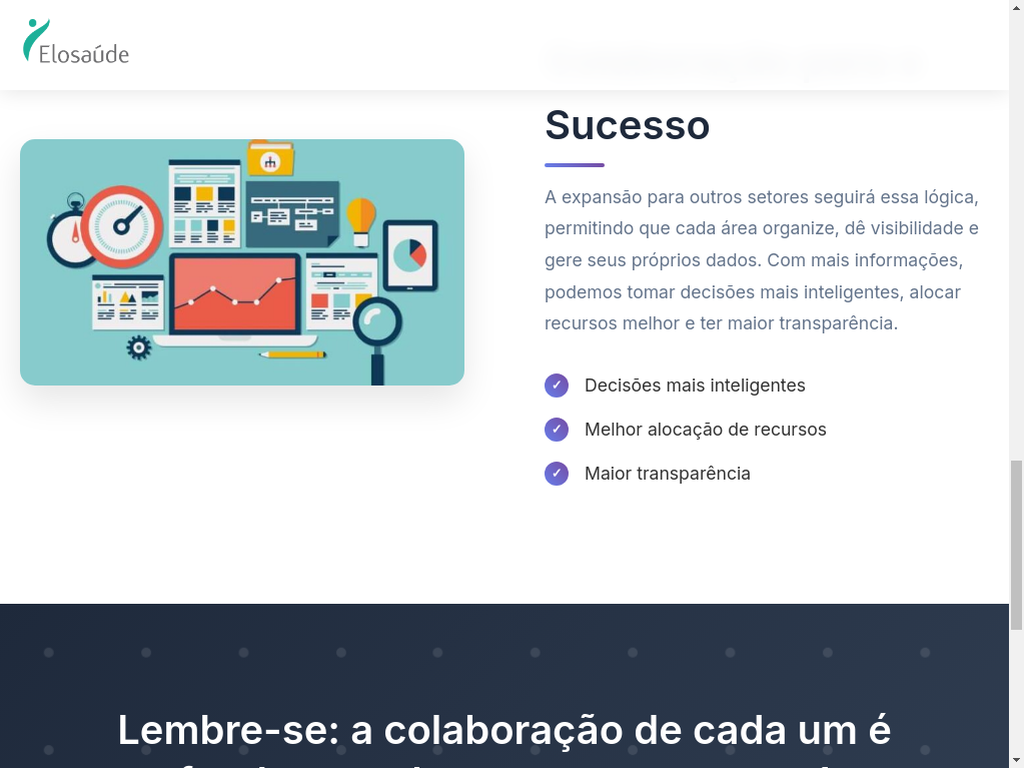 Elosaúde
Sucesso
A expansão para outros setores seguirá essa lógica,
permitindo que cada área organize, dê visibilidade e
gere seus próprios dados. Com mais informações,
podemos tomar decisões mais inteligentes, alocar
recursos melhor e ter maior transparência.
Decisões mais inteligentes
Melhor alocação de recursos
Maior transparência
Lembre-se: a colaboração de cada um é